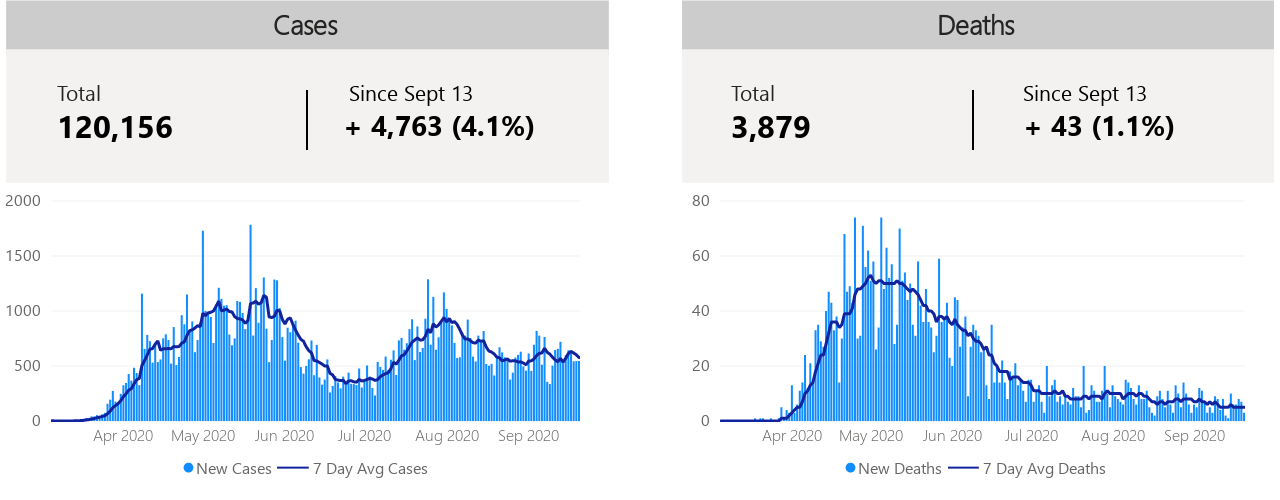 Cases
Total
120,156
Since Sept 13
+ 4,763 (4.1%)
2000
1500
1000
500
0
Apr 2020 May 2020 Jun 2020 Jul 2020 Aug 2020 Sep 2020
New Cases 7 Day Avg Cases
Deaths
Total
3,879
Since Sept 13
+ 43 (1.1%)
80
60
40
20
0
Apr 2020 May 2020 Jun 2020 Jul 2020 Aug 2020 Sep 2020
New Deaths 7 Day Avg Deaths